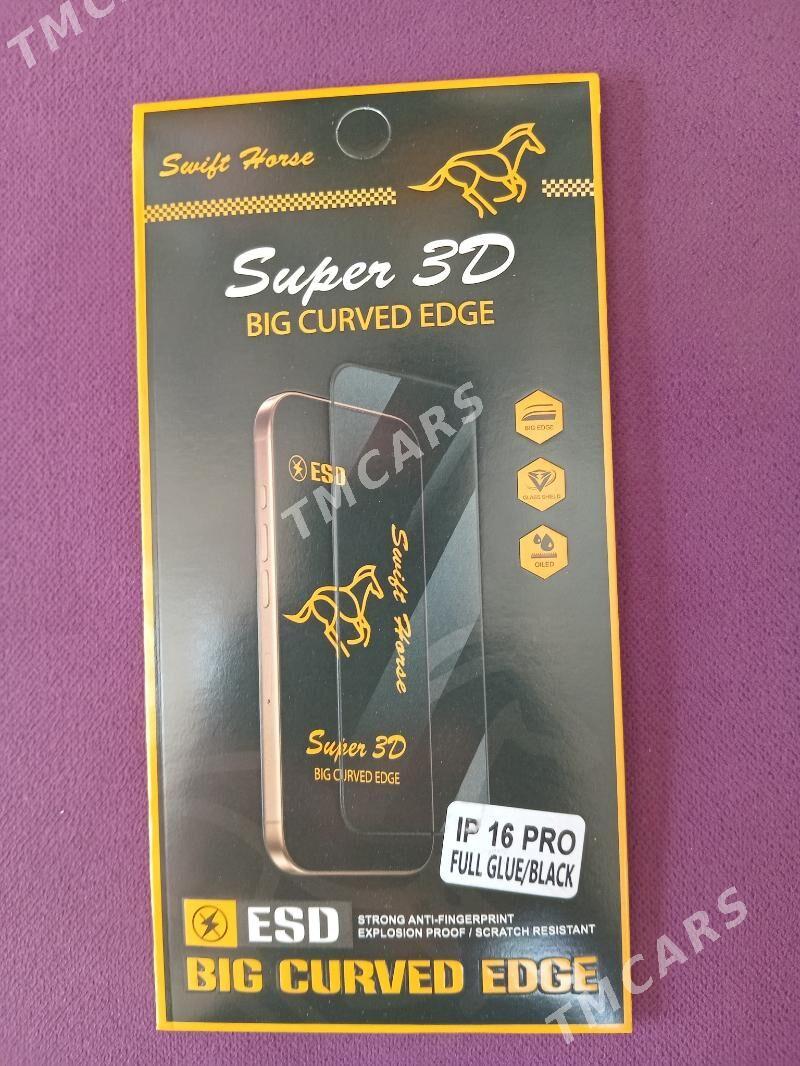 TMCARS
Swift Horse
Super 3D
BIG CURVED EDGE
BIG EDGE
ESD
GLASS SHIELD
TMCARS
Swift Horse
OILED
Super 3D
BIG CURVED EDGE
IP 16 PRO
FULL GLUE/BLACK
ESD
STRONG ANTI-FINGERPRINT
EXPLOSION PROOF / SCRATCH RESISTANT
BIG CURVED EDGE
TMCARS